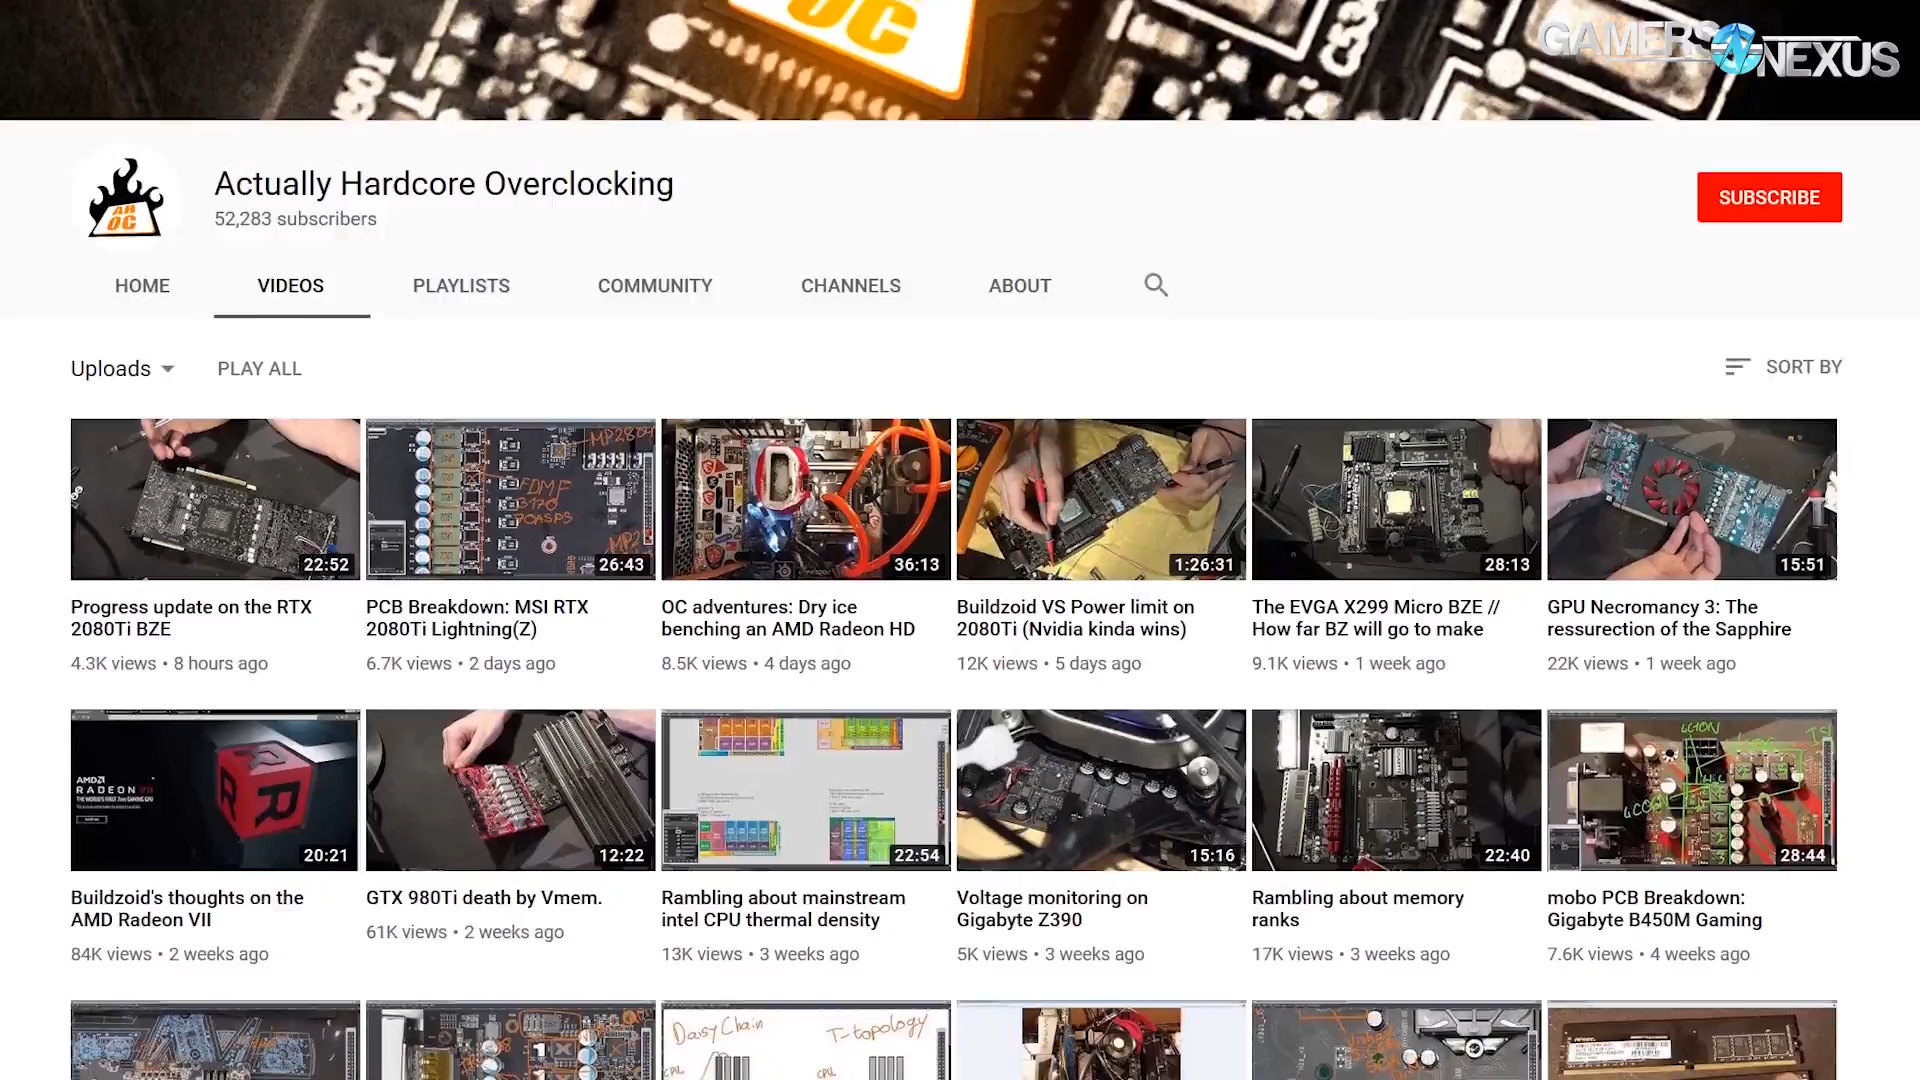 OC
GAMERS NEXUS
Actually Hardcore Overclocking
52,283 subscribers
SUBSCRIBE
AH
OC
HOME VIDEOS PLAYLISTS COMMUNITY CHANNELS ABOUT
Uploads PLAY ALL SORT BY
22:52
26:43
36:13
1:26:31
28:13
15:51
Progress update on the RTX
2080Ti BZE
4.3K views • 8 hours ago
PCB Breakdown: MSI RTX
2080Ti Lightning(Z)
6.7K views • 2 days ago
OC adventures: Dry ice
benching an AMD Radeon HD
8.5K views • 4 days ago
Buildzoid VS Power limit on
2080Ti (Nvidia kinda wins)
12K views • 5 days ago
The EVGA X299 Micro BZE //
How far BZ will go to make
9.1K views • 1 week ago
GPU Necromancy 3: The
ressurection of the Sapphire
22K views • 1 week ago
AMD
RADEON VII
20:21
12:22
22:54
15:16
22:40
28:44
Buildzoid's thoughts on the
AMD Radeon VII
84K views • 2 weeks ago
GTX 980Ti death by Vmem.
61K views • 2 weeks ago
Rambling about mainstream
intel CPU thermal density
13K views • 3 weeks ago
Voltage monitoring on
Gigabyte Z390
5K views • 3 weeks ago
Rambling about memory
ranks
17K views • 3 weeks ago
mobo PCB Breakdown:
Gigabyte B450M Gaming
7.6K views • 4 weeks ago
Daisy Chain T-topology
CPU CPU